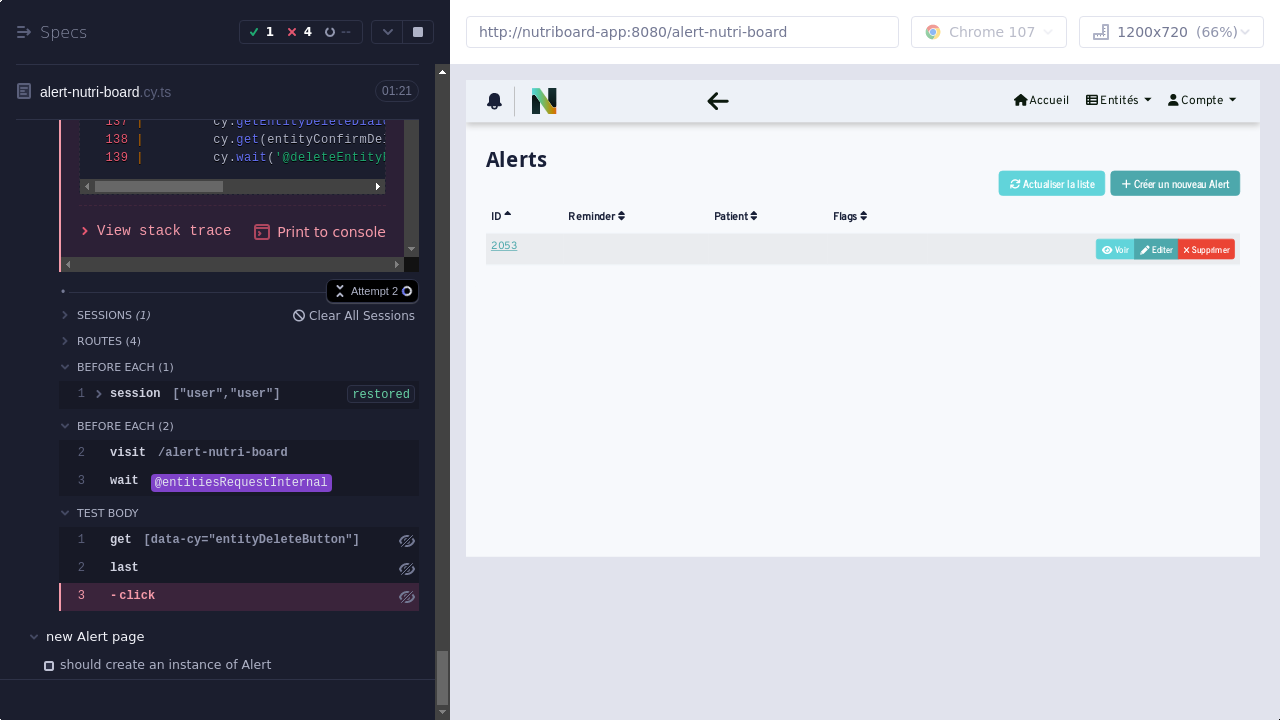 Specs
1
4
--
alert-nutri-board.cy.ts
01:21
137 |
138 | cy.get(entityConfirmDel
139 | cy.wait('@deleteEntity
View stack trace
Print to console
Attempt 2
SESSIONS (1)
Clear All Sessions
ROUTES (4)
BEFORE EACH (1)
1 session ["user","user"] restored
BEFORE EACH (2)
2 visit /alert-nutri-board
3 wait @entitiesRequestInternal
TEST BODY
1 get [data-cy="entityDeleteButton"]
2 last
3 -click
new Alert page
should create an instance of Alert
http://nutriboard-app:8080/alert-nutri-board
Chrome 107
1200x720 (66%)
Accueil
Entités
Compte
Alerts
Actualiser la liste
Créer un nouveau Alert
ID Reminder Patient Flags
2053 Voir Editer Supprimer